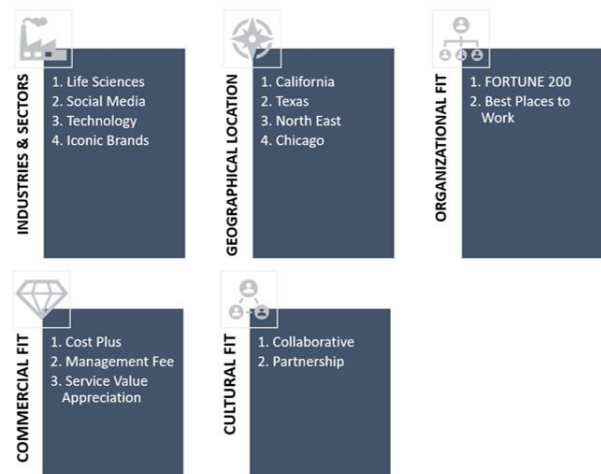 INDUSTRIES & SECTORS
1. Life Sciences
2. Social Media
3. Technology
4. Iconic Brands
GEOGRAPHICAL LOCATION
1. California
2. Texas
3. North East
4. Chicago
ORGANIZATIONAL FIT
1. FORTUNE 200
2. Best Places to
Work
COMMERCIAL FIT
1. Cost Plus
2. Management Fee
3. Service Value
Appreciation
CULTURAL FIT
1. Collaborative
2. Partnership